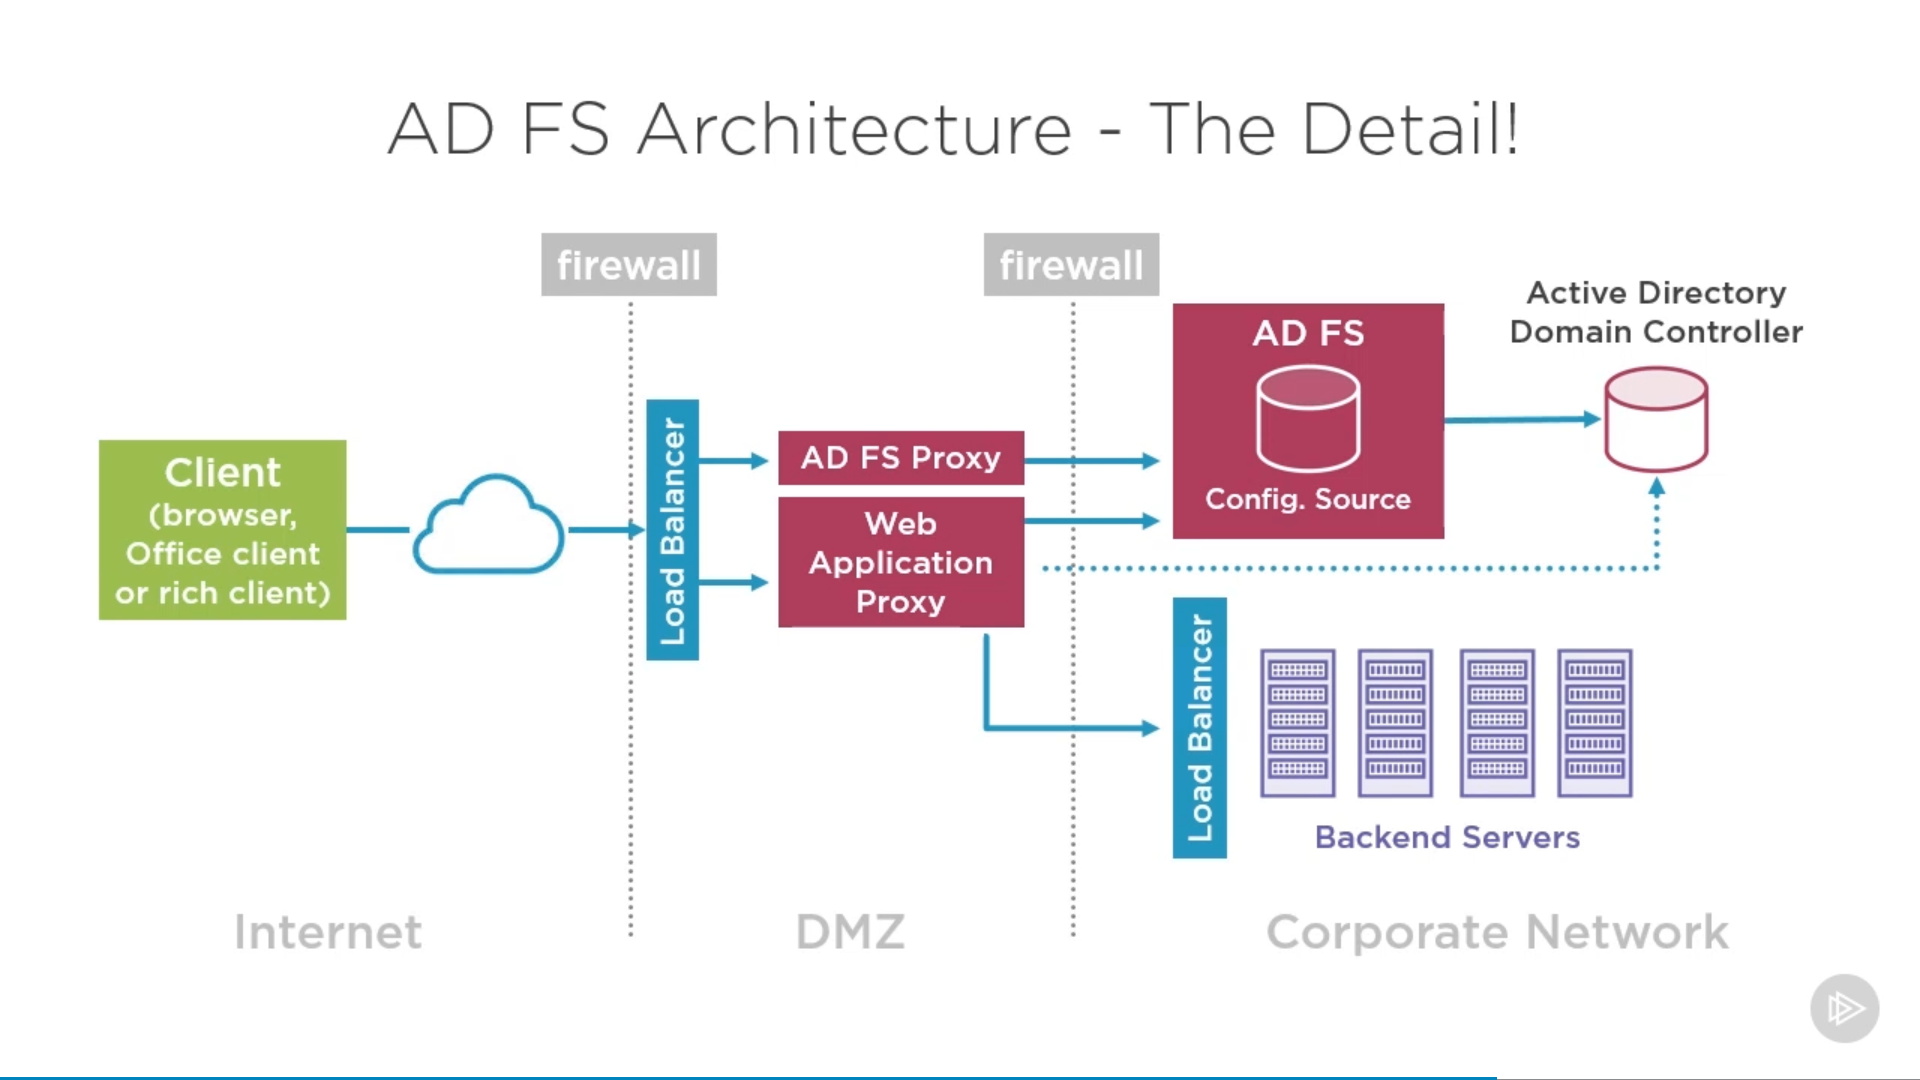 AD FS Architecture - The Detail!
firewall
firewall
Active Directory
Domain Controller
AD FS
Config. Source
Client
(browser,
Office client
or rich client)
Load Balancer
AD FS Proxy
Web
Application
Proxy
Load Balancer
Backend Servers
Internet
DMZ
Corporate Network